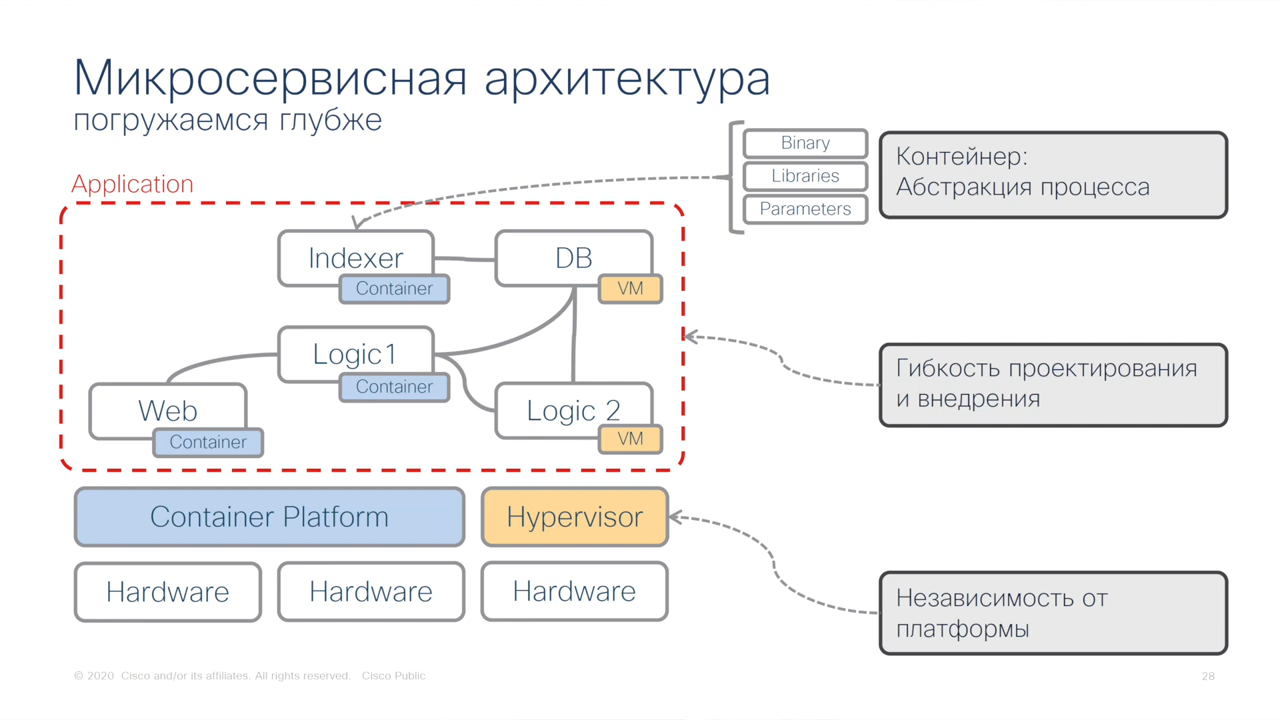 Микросервисная архитектура
погружаемся глубже
Application
Binary
Libraries
Parameters
Контейнер:
Абстракция процесса
Indexer
Container
DB
VM
Logic1
Container
Web
Container
Logic 2
VM
Гибкость проектирования
и внедрения
Container Platform
Hypervisor
Hardware
Hardware
Hardware
Независимость от
платформы
© 2020 Cisco and/or its affiliates. All rights reserved. Cisco Public
28